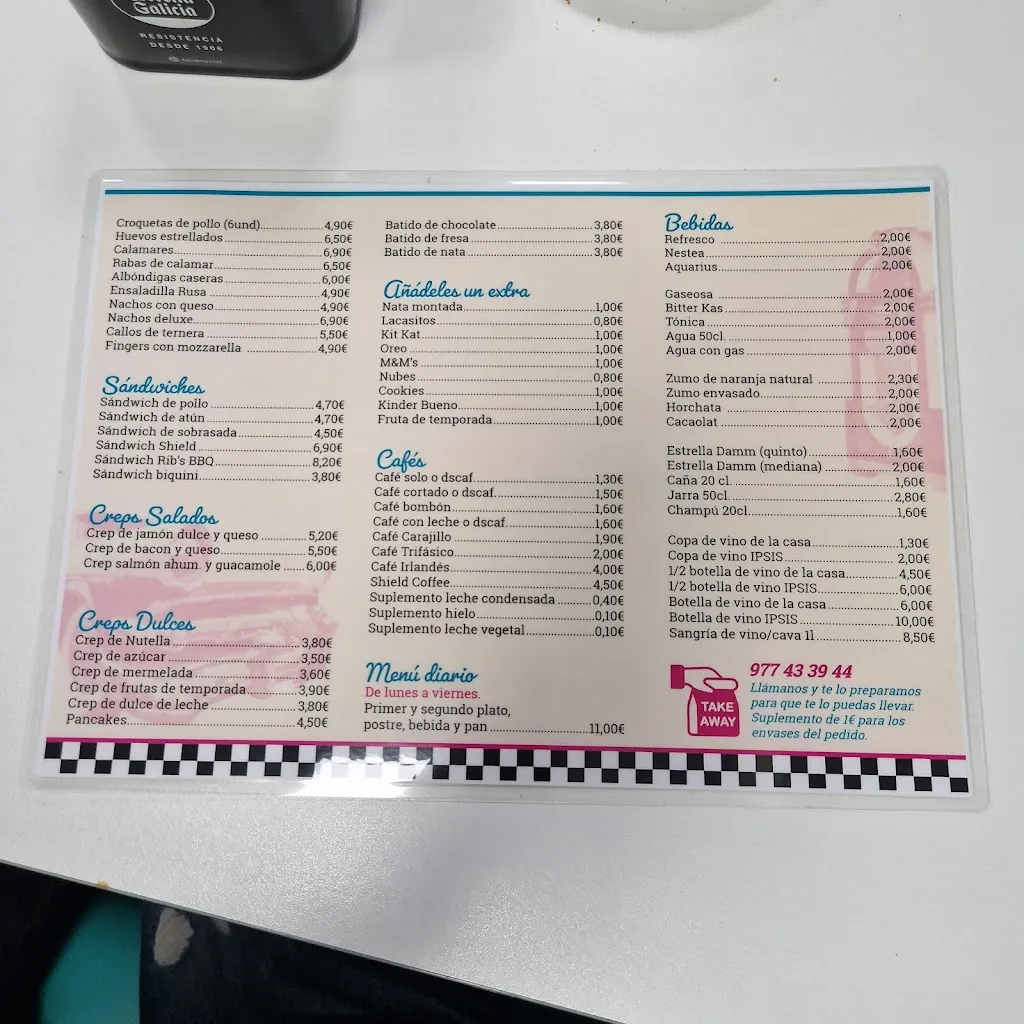 Galicia
RESISTENCIA
DESDE 1906
Croquetas de pollo (6und) 4,90€
Huevos estrellados 6,50€
Calamares 6,90€
Rabas de calamar 6,50€
Albóndigas caseras 6,00€
Ensaladilla Rusa 4,90€
Nachos con queso 4,90€
Nachos deluxe 6,90€
Callos de ternera 5,50€
Fingers con mozzarella 4,90€
Sándwiches
Sándwich de pollo 4,70€
Sándwich de atún 4,70€
Sándwich de sobrasada 4,50€
Sándwich Shield 6,90€
Sándwich Rib's BBQ 8,20€
Sándwich biquini 3,80€
Creps Salados
Crep de jamón dulce y queso 5,20€
Crep de bacon y queso 5,50€
Crep salmón ahum. y guacamole 6,00€
Creps Dulces
Crep de Nutella 3,80€
Crep de azúcar 3,50€
Crep de mermelada 3,60€
Crep de frutas de temporada 3,90€
Crep de dulce de leche 3,80€
Pancakes 4,50€
Batido de chocolate 3,80€
Batido de fresa 3,80€
Batido de nata 3,80€
Añádeles un extra
Nata montada 1,00€
Lacasitos 0,80€
Kit Kat 1,00€
Oreo 1,00€
M&M's 1,00€
Nubes 0,80€
Cookies 1,00€
Kinder Bueno 1,00€
Fruta de temporada 1,00€
Cafés
Café solo o dscaf. 1,30€
Café cortado o dscaf. 1,50€
Café bombón 1,60€
Café con leche o dscaf. 1,60€
Café Carajillo 1,90€
Café Trifásico 2,00€
Café Irlandés 4,00€
Shield Coffee 4,50€
Suplemento leche condensada 0,40€
Suplemento hielo 0,10€
Suplemento leche vegetal 0,10€
Menú diario
De lunes a viernes.
Primer y segundo plato,
postre, bebida y pan 11,00€
Bebidas
Refresco 2,00€
Nestea 2,00€
Aquarius 2,00€
Gaseosa 2,00€
Bitter Kas 2,00€
Tónica 2,00€
Agua 50cl. 1,00€
Agua con gas 2,00€
Zumo de naranja natural 2,30€
Zumo envasado 2,00€
Horchata 2,00€
Cacaolat 2,00€
Estrella Damm (quinto) 1,60€
Estrella Damm (mediana) 2,00€
Caña 20 cl. 1,60€
Jarra 50cl. 2,80€
Champú 20cl. 1,60€
Copa de vino de la casa 1,30€
Copa de vino IPSIS 2,00€
1/2 botella de vino de la casa 4,50€
1/2 botella de vino IPSIS 6,00€
Botella de vino de la casa 6,00€
Botella de vino IPSIS 10,00€
Sangría de vino/cava 1l 8,50€
TAKE
AWAY
977 43 39 44
Llámanos y te lo preparamos
para que te lo puedas llevar.
Suplemento de 1€ para los
envases del pedido.